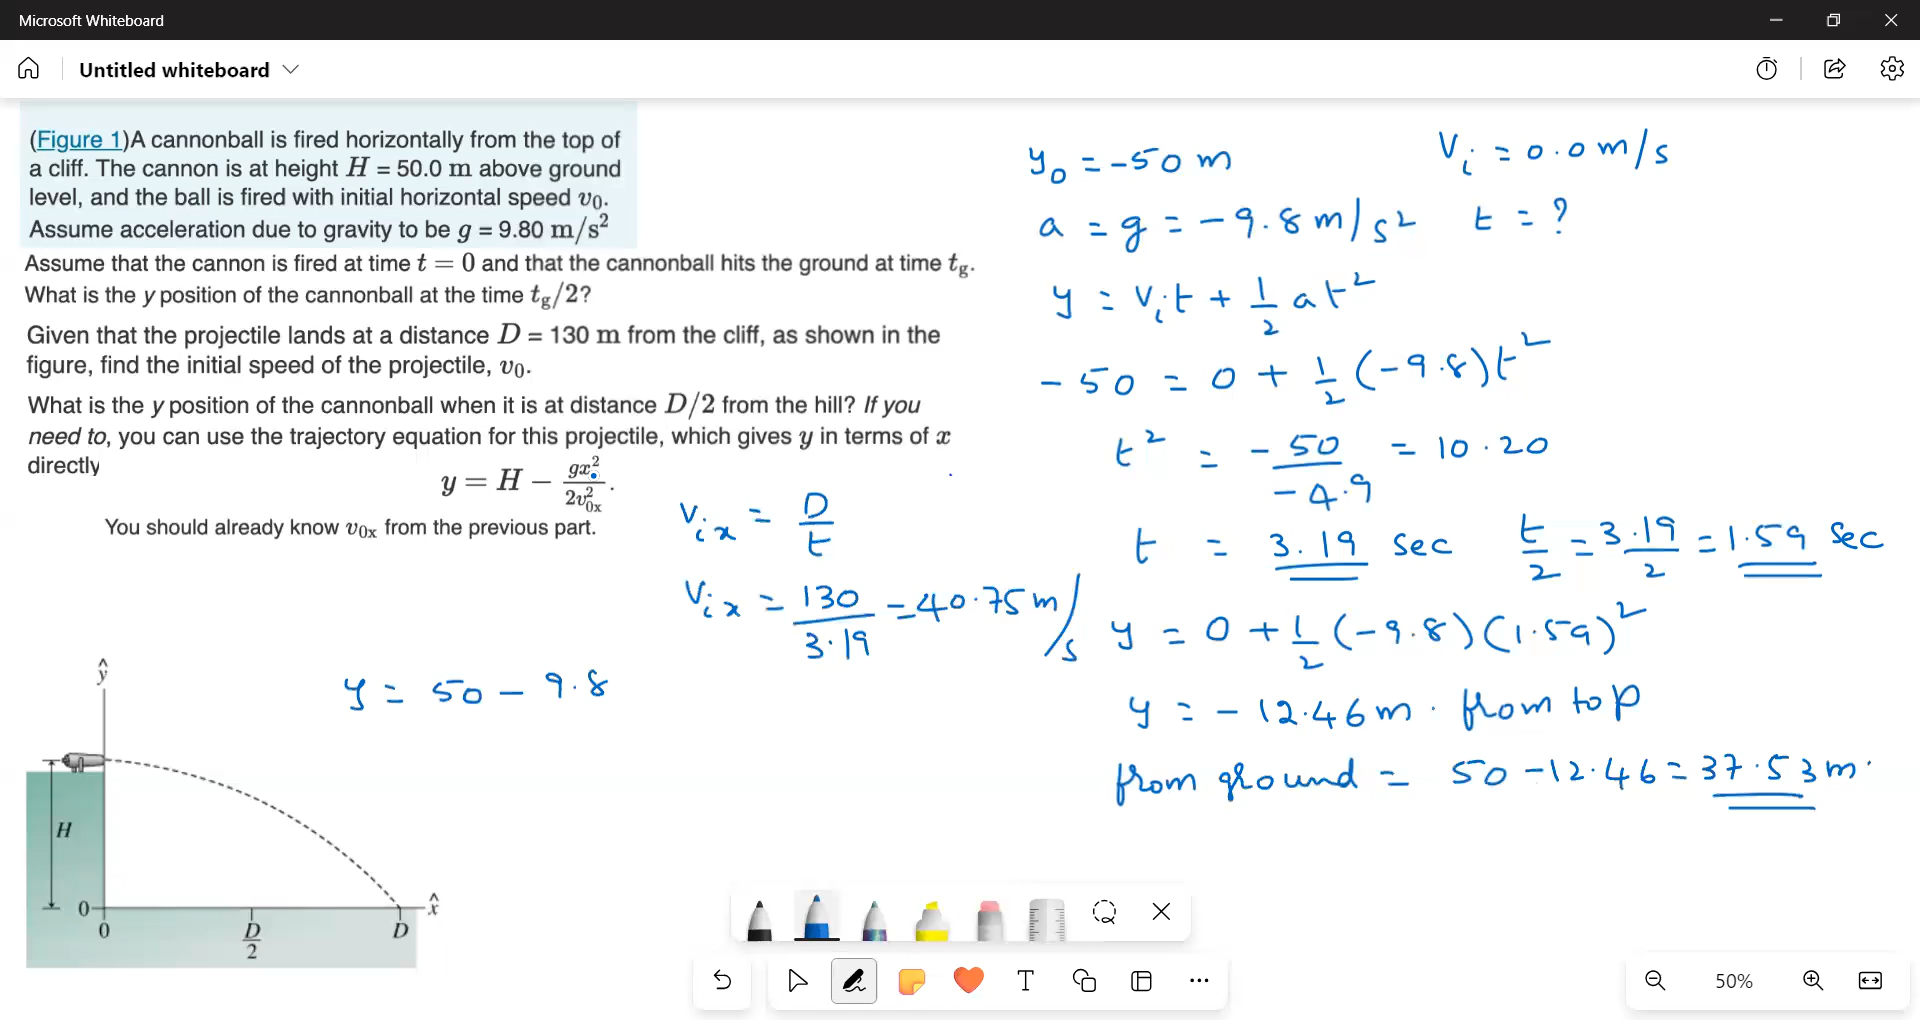 Microsoft Whiteboard
Untitled whiteboard
(Figure 1)A cannonball is fired horizontally from the top of
a cliff. The cannon is at height H = 50.0 m above ground
level, and the ball is fired with initial horizontal speed v₀.
Assume acceleration due to gravity to be g = 9.80 m/s²
Assume that the cannon is fired at time t = 0 and that the cannonball hits the ground at time t_g.
What is the y position of the cannonball at the time t_g/2?
Given that the projectile lands at a distance D = 130 m from the cliff, as shown in the
figure, find the initial speed of the projectile, v₀.
What is the y position of the cannonball when it is at distance D/2 from the hill? If you
need to, you can use the trajectory equation for this projectile, which gives y in terms of x
directly
y = H − gx²/2v₀ₓ².
You should already know v₀ₓ from the previous part.
v_ix = D/t
v_ix = 130/3.19 = 40.75 m/s
y = 50 − 9.8
ŷ
H
0
x̂
0
D/2
D
y₀ = -50 m
v_i = 0.0 m/s
a = g = -9.8 m/s² t = ?
y = v_i t + 1/2 at²
-50 = 0 + 1/2 (-9.8)t²
t² = -50/-4.9 = 10.20
t = 3.19 sec t/2 = 3.19/2 = 1.59 sec
y = 0 + 1/2 (-9.8)(1.59)²
y = -12.46 m. from top
from ground = 50 -12.46 = 37.53 m.
T
50%